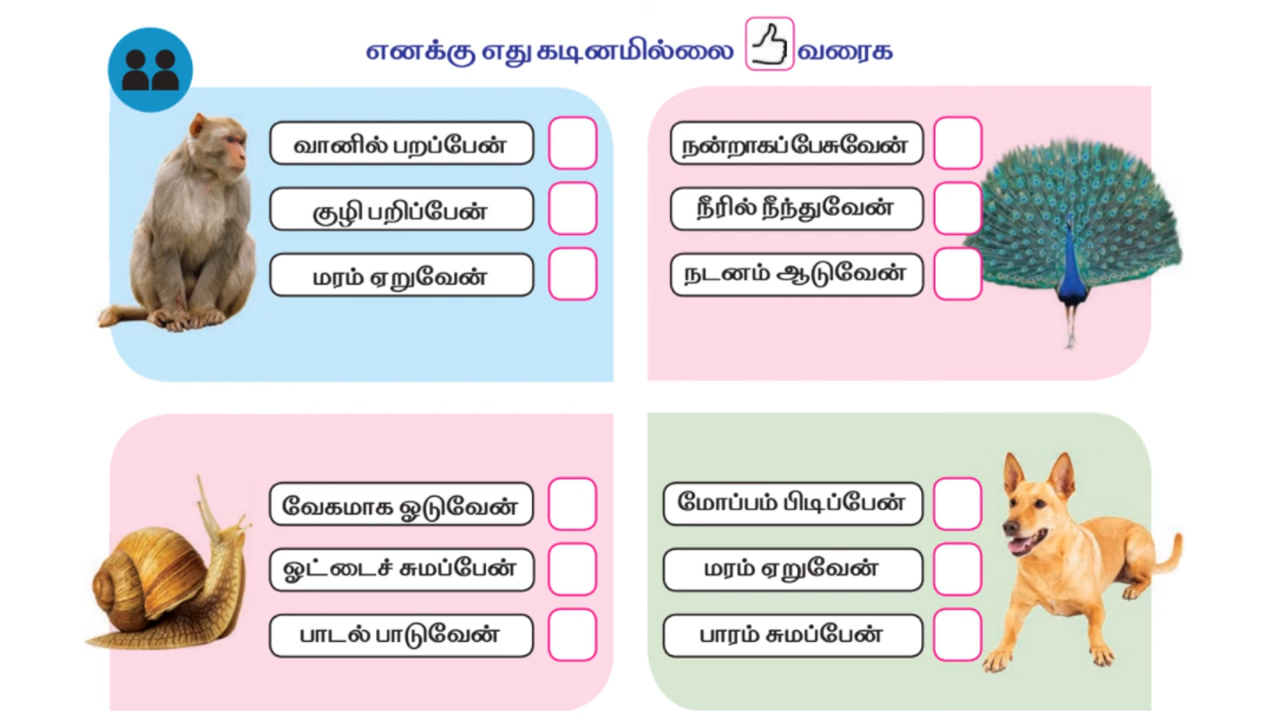 எனக்கு எது கடினமில்லை வரைக
வானில் பறப்பேன்
குழி பறிப்பேன்
மரம் ஏறுவேன்
நன்றாகப் பேசுவேன்
நீரில் நீந்துவேன்
நடனம் ஆடுவேன்
வேகமாக ஓடுவேன்
ஓட்டைச் சுமப்பேன்
பாடல் பாடுவேன்
மோப்பம் பிடிப்பேன்
மரம் ஏறுவேன்
பாரம் சுமப்பேன்